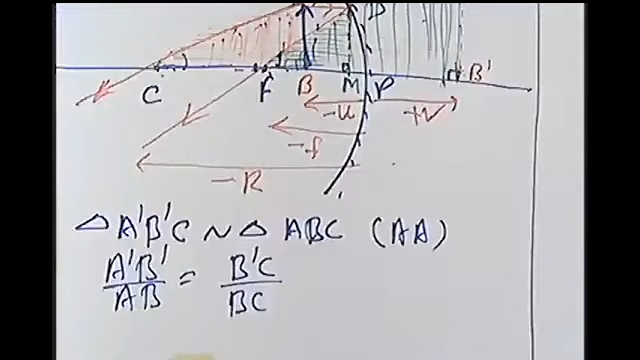 D
C F B M P B'
-u +v
-f
-R
△ A'B'C ~ △ ABC (AA)
A'B' / AB = B'C / BC